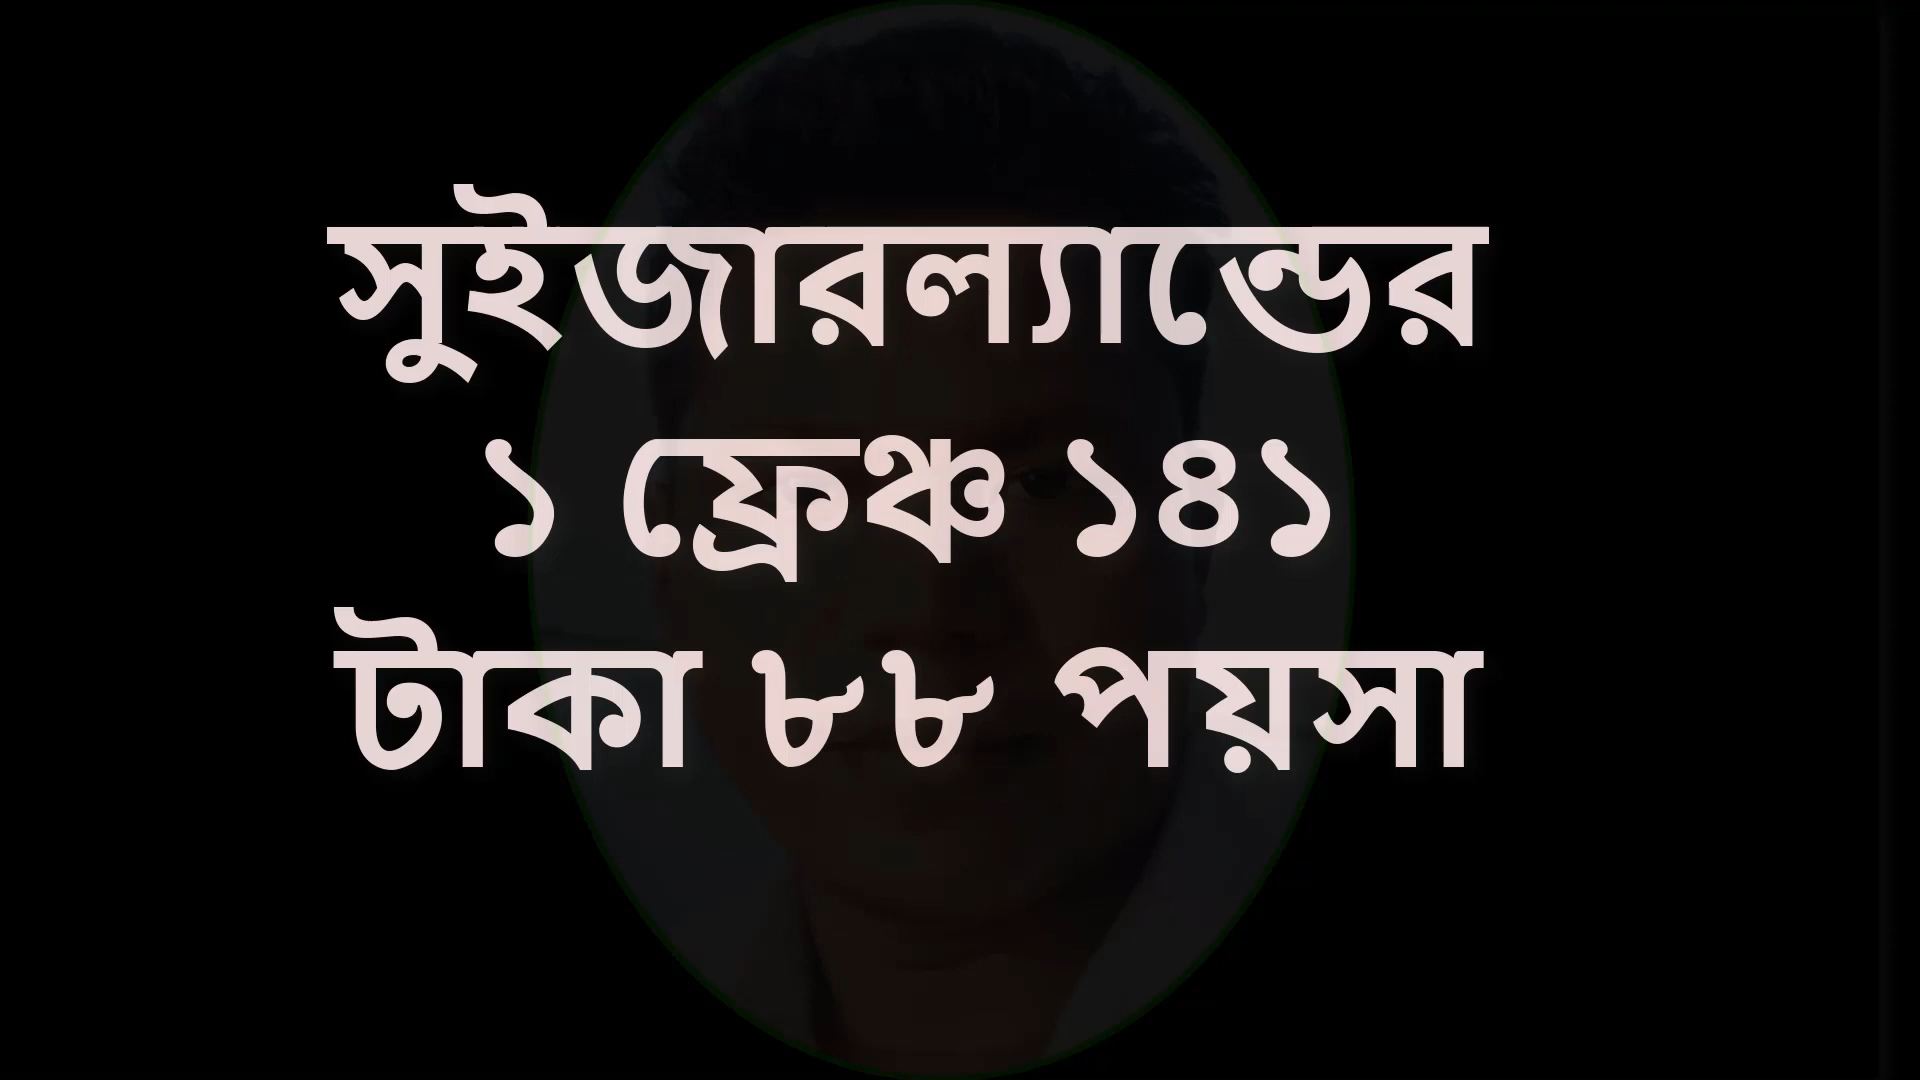 সুইজারল্যান্ডের
১ ফ্রেঞ্চ ১৪১
টাকা ৮৮ পয়সা